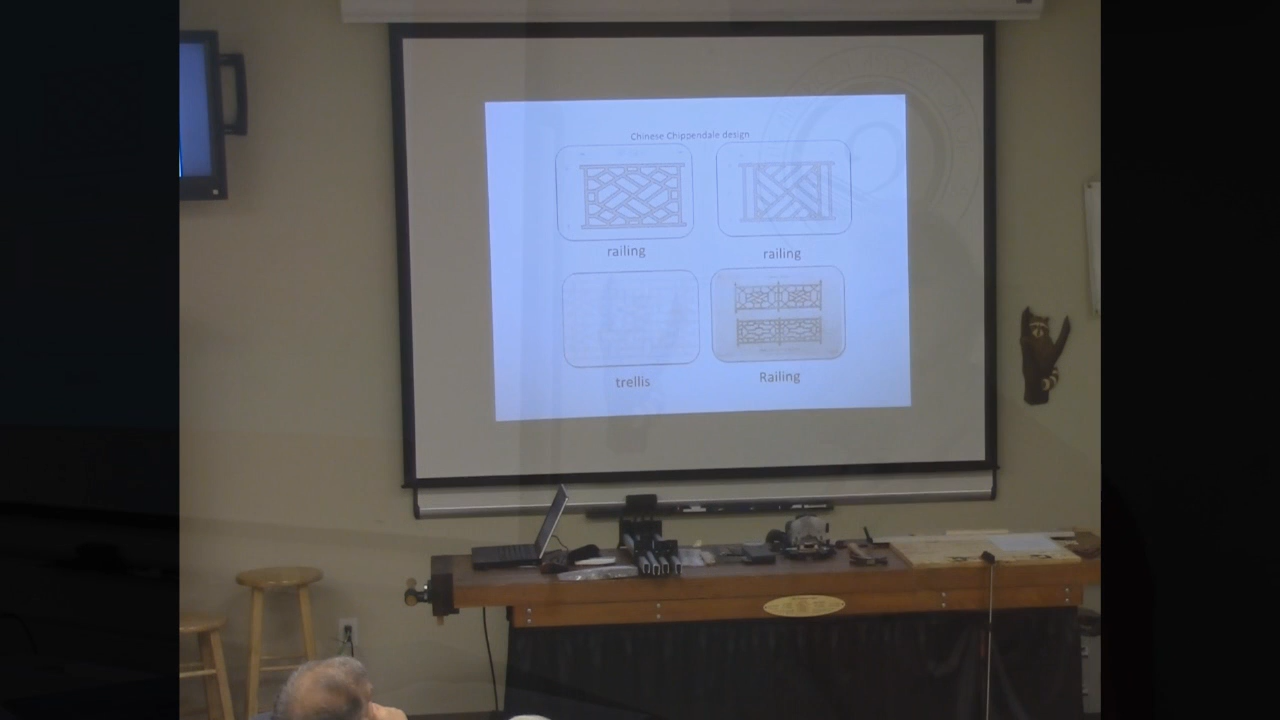 Chinese Chippendale design
railing
railing
trellis
Railing